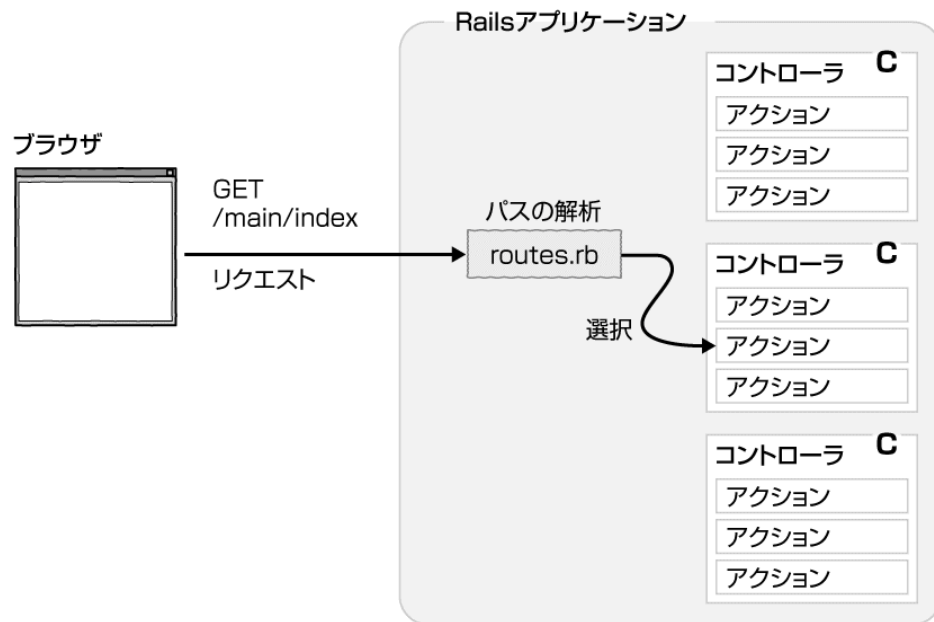 Railsアプリケーション
ブラウザ
GET
/main/index
リクエスト
パスの解析
routes.rb
選択
コントローラ C
アクション
アクション
アクション
コントローラ C
アクション
アクション
アクション
コントローラ C
アクション
アクション
アクション